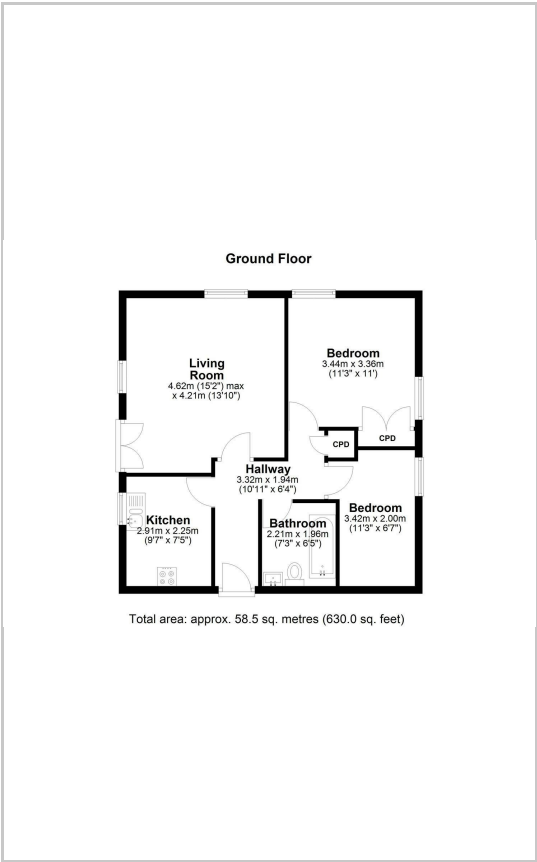 Ground Floor
Living
Room
4.62m (15'2") max
x 4.21m (13'10")
Bedroom
3.44m x 3.36m
(11'3" x 11')
CPD
CPD
Hallway
3.32m x 1.94m
(10'11" x 6'4")
Kitchen
2.91m x 2.25m
(9'7" x 7'5")
Bathroom
2.21m x 1.96m
(7'3" x 6'5")
Bedroom
3.42m x 2.00m
(11'3" x 6'7")
Total area: approx. 58.5 sq. metres (630.0 sq. feet)